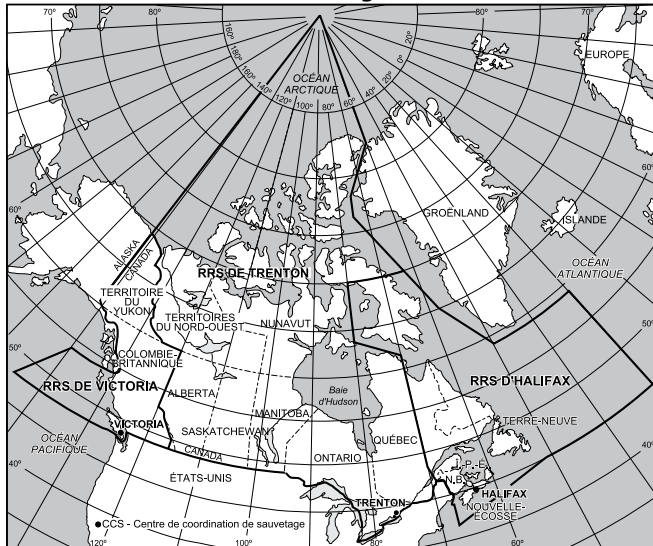 70°
80°
70°
160°
160°
140°
120°
100°
80°
60°
40°
20°
0°
20°
OCÉAN
ARCTIQUE
EUROPE
60°
60°
GROËNLAND
ISLANDE
ALASKA
CANADA
RRS DE TRENTON
OCÉAN
ATLANTIQUE
TERRITOIRE
DU
YUKON
TERRITOIRES
DU NORD-OUEST
NUNAVUT
50°
50°
COLOMBIE-
BRITANNIQUE
RRS DE VICTORIA
ALBERTA
Baie
d'Hudson
RRS D'HALIFAX
VICTORIA
MANITOBA
TERRE-NEUVE
SASKATCHEWAN
QUÉBEC
OCÉAN
PACIFIQUE
CANADA
ONTARIO
40°
40°
Î.-P.-É.
N.B.
ÉTATS-UNIS
TRENTON
HALIFAX
NOUVELLE-
ÉCOSSE
CCS - Centre de coordination de sauvetage
120°
100°
80°
60°